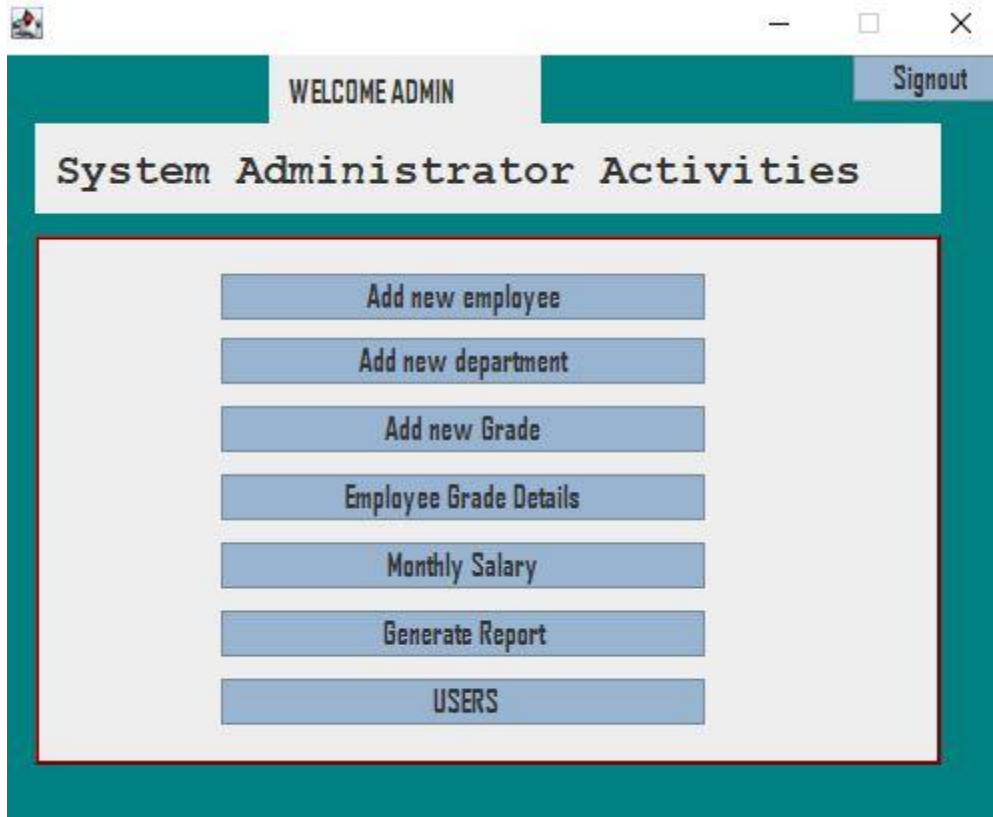 WELCOME ADMIN
Signout
System Administrator Activities
Add new employee
Add new department
Add new Grade
Employee Grade Details
Monthly Salary
Generate Report
USERS